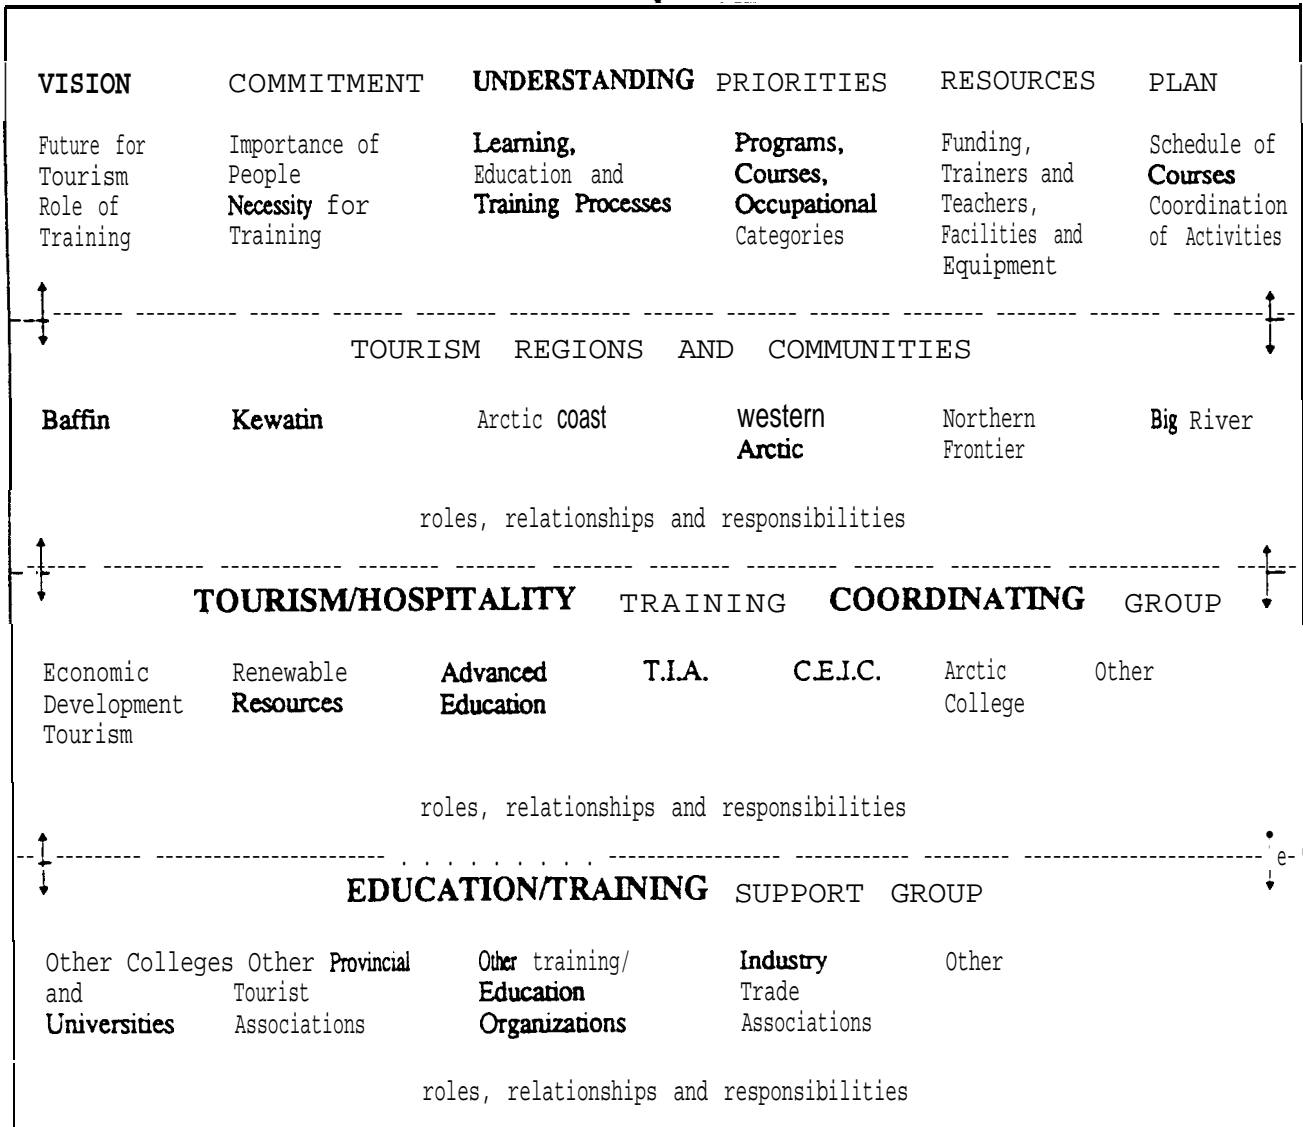 VISION COMMITMENT UNDERSTANDING PRIORITIES RESOURCES PLAN
Future for Importance of Learning, Programs, Funding, Schedule of
Tourism People Education and Courses, Trainers and Courses
Role of Necessity for Training Processes Occupational Teachers, Coordination
Training Training Categories Facilities and of Activities
Equipment
TOURISM REGIONS AND COMMUNITIES
Baffin Kewatin Arctic coast western Northern Big River
Arctic Frontier
roles, relationships and responsibilities
TOURISM/HOSPITALITY TRAINING COORDINATING GROUP
Economic Renewable Advanced T.I.A. C.E.I.C. Arctic Other
Development Resources Education College
Tourism
roles, relationships and responsibilities
EDUCATION/TRAINING SUPPORT GROUP
Other Colleges Other Provincial Other training/ Industry Other
and Tourist Education Trade
Universities Associations Organizations Associations
roles, relationships and responsibilities